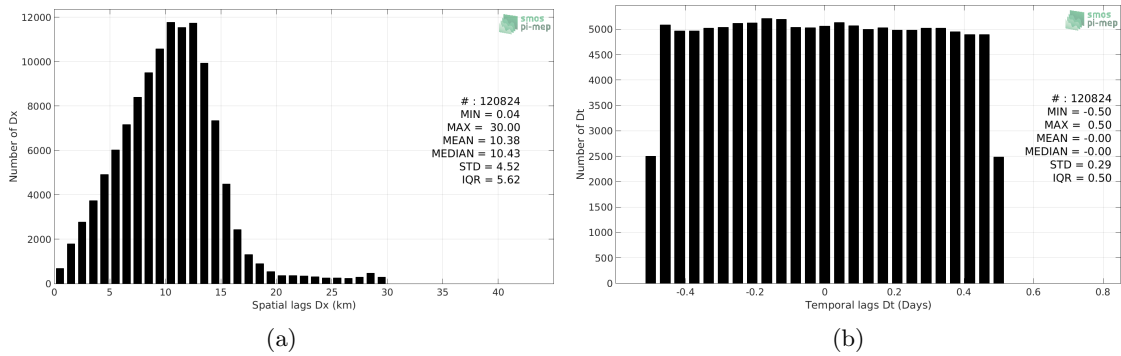 12000
10000
8000
6000
4000
2000
0
Number of Dx
smos
pi-mep
# : 120824
MIN = 0.04
MAX = 30.00
MEAN = 10.38
MEDIAN = 10.43
STD = 4.52
IQR = 5.62
0 5 10 15 20 25 30 35 40
Spatial lags Dx (km)
(a)
5000
4500
4000
3500
3000
2500
2000
1500
1000
500
0
Number of Dt
smos
pi-mep
# : 120824
MIN = -0.50
MAX = 0.50
MEAN = -0.00
MEDIAN = -0.00
STD = 0.29
IQR = 0.50
-0.4 -0.2 0 0.2 0.4 0.6 0.8
Temporal lags Dt (Days)
(b)